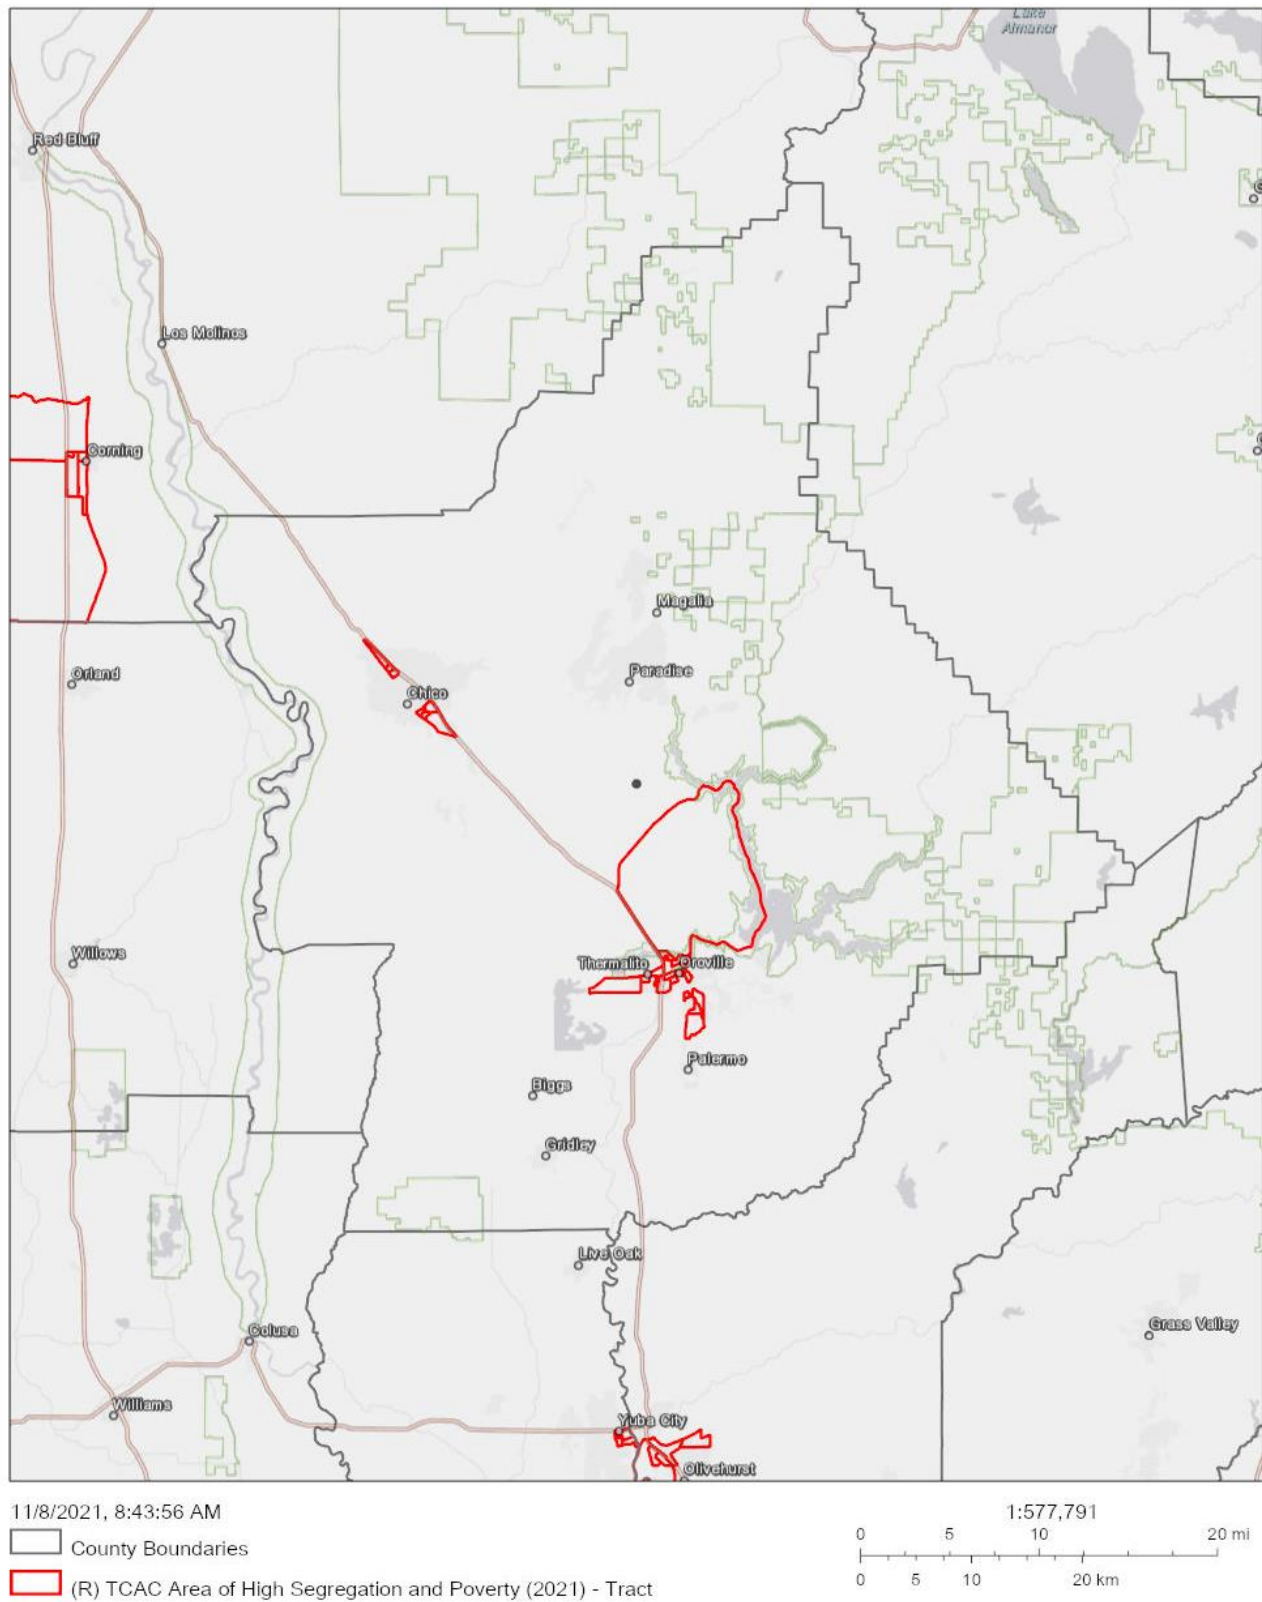 Lake
Almanor
Red Bluff
Los Molinos
Corning
Magalia
Orland
Paradise
Chico
Willows
Thermalito
Oroville
Palermo
Biggs
Gridley
Live Oak
Colusa
Grass Valley
Williams
Yuba City
Olivehurst
11/8/2021, 8:43:56 AM
1:577,791
0 5 10 20 mi
County Boundaries
0 5 10 20 km
(R) TCAC Area of High Segregation and Poverty (2021) - Tract